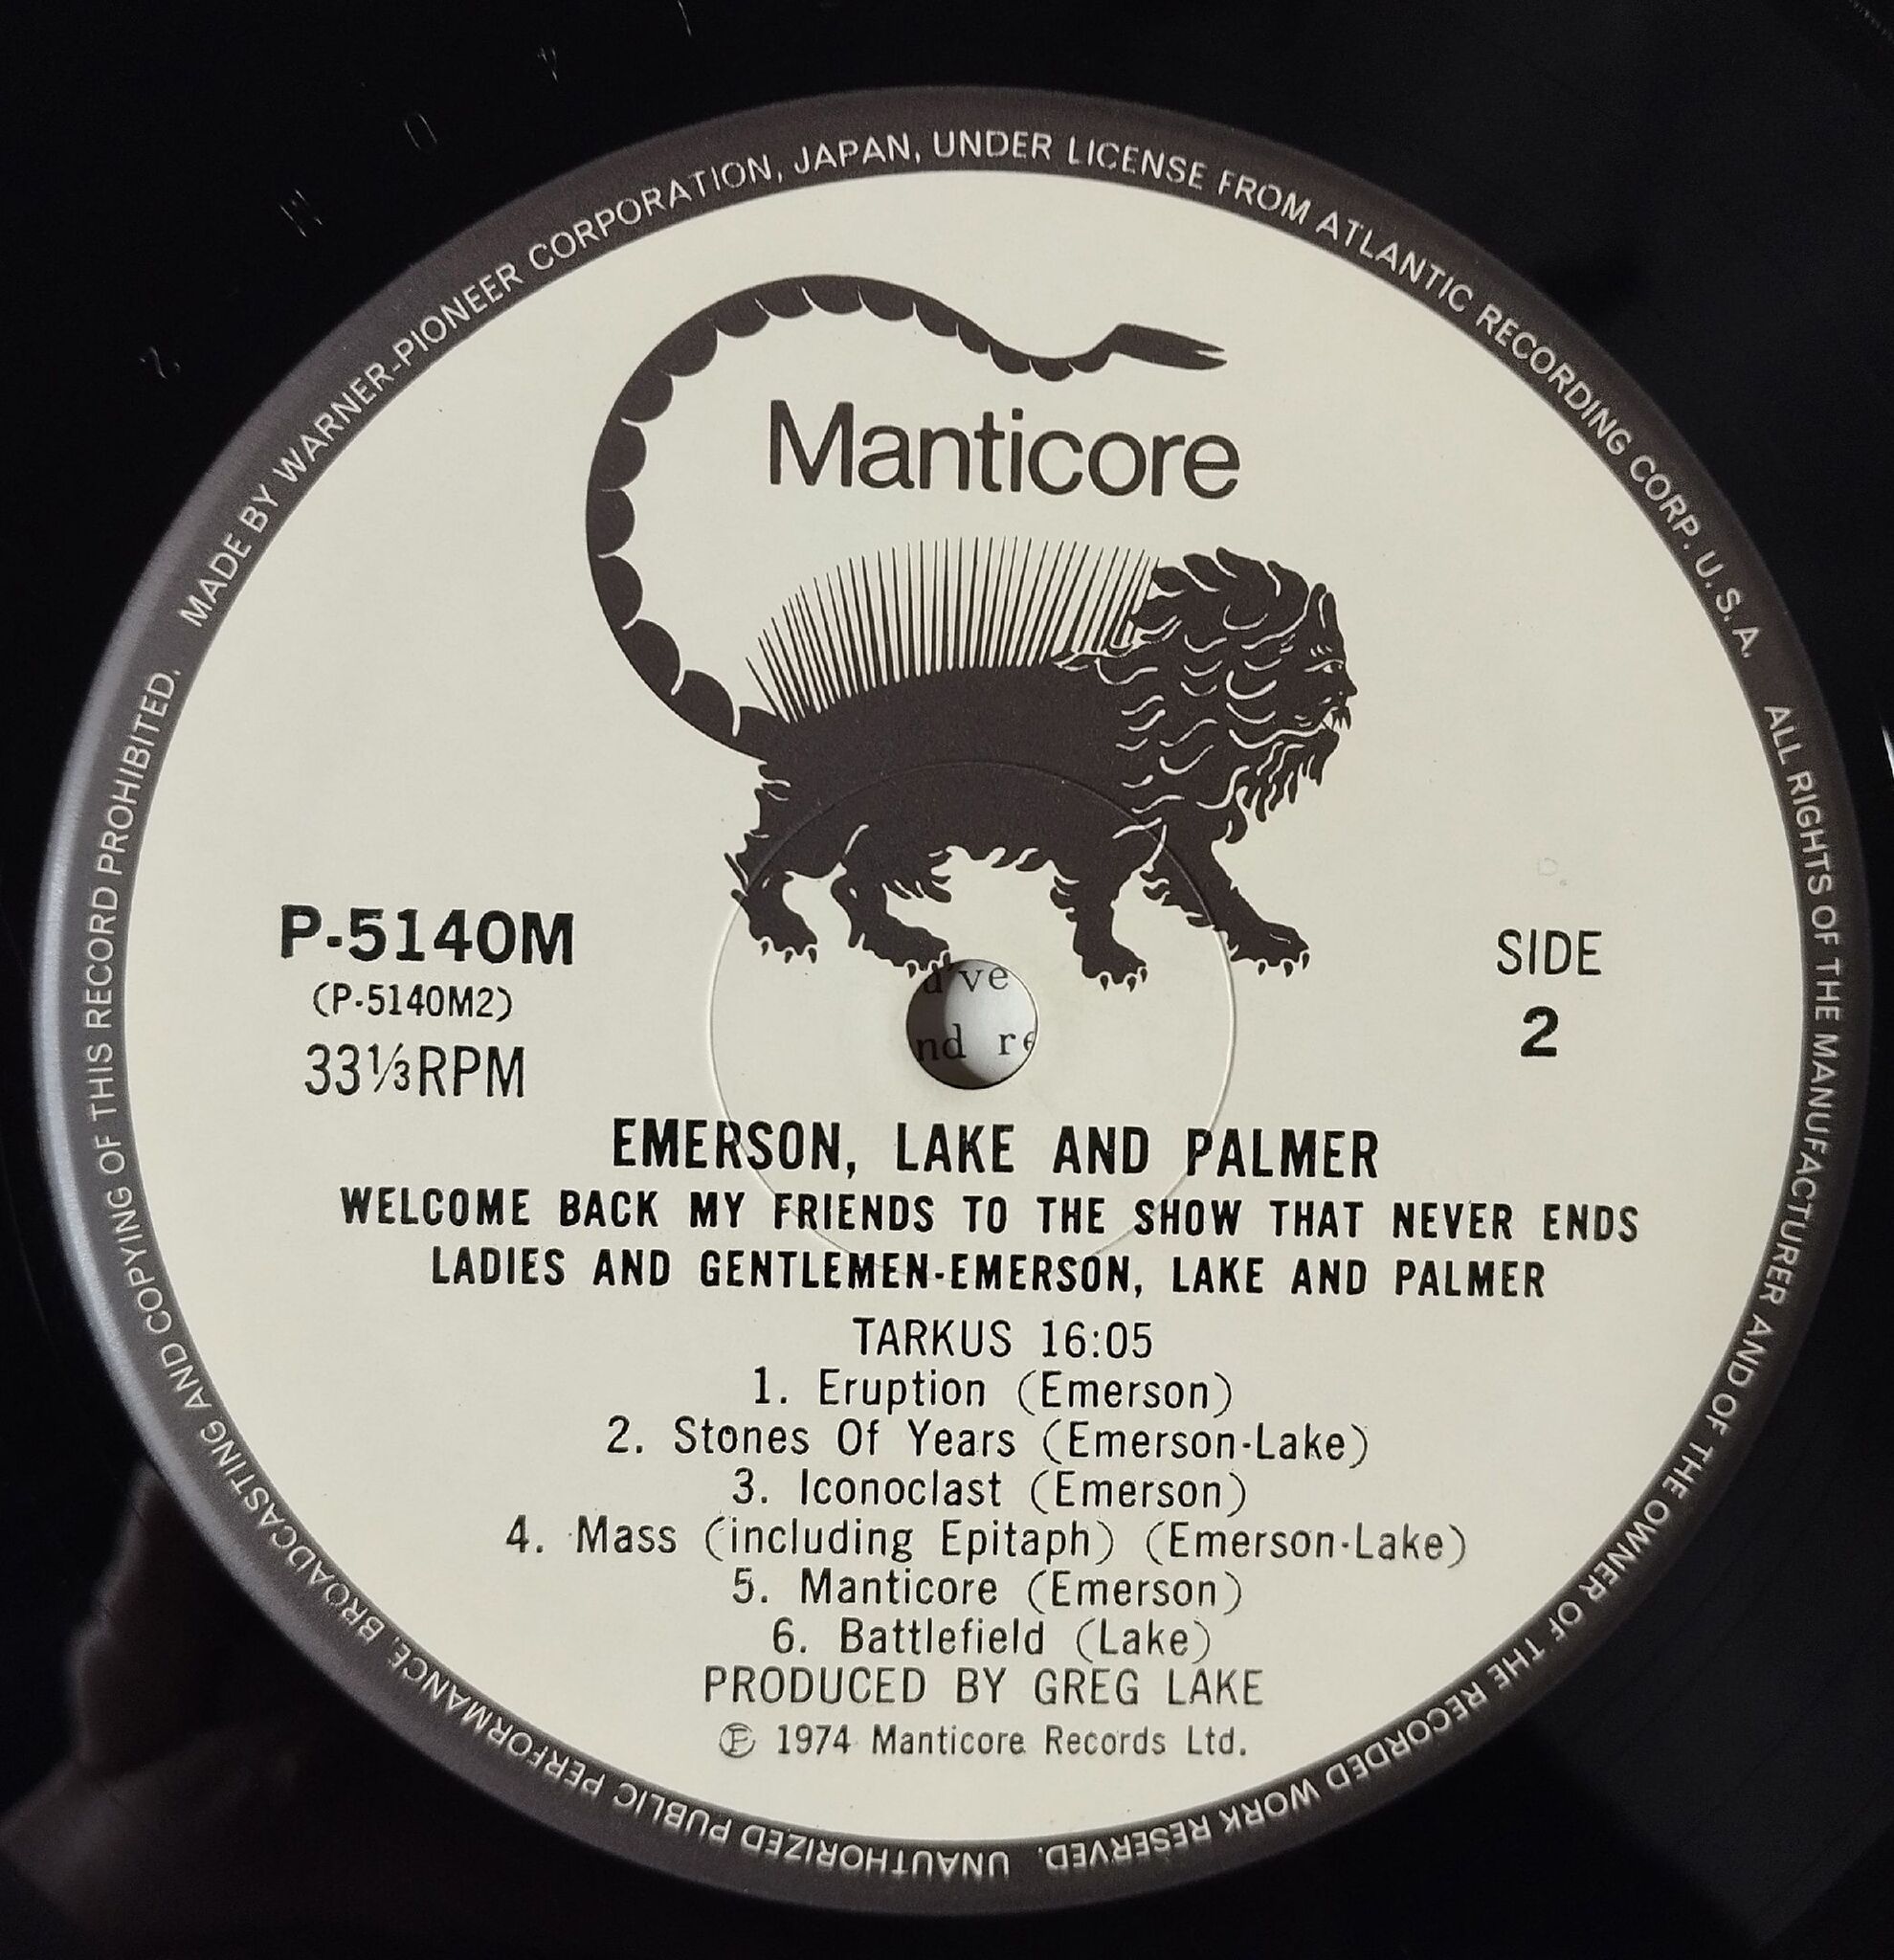 MADE BY WARNER-PIONEER CORPORATION, JAPAN, UNDER LICENSE FROM ATLANTIC RECORDING CORP. U.S.A.
ALL RIGHTS OF THE MANUFACTURER AND OF THE OWNER OF THE RECORDED WORK RESERVED.
UNAUTHORIZED PUBLIC PERFORMANCE, BROADCASTING AND COPYING OF THIS RECORD PROHIBITED.
Manticore
P-5140M
(P-5140M2)
33⅓RPM
SIDE
2
EMERSON, LAKE AND PALMER
WELCOME BACK MY FRIENDS TO THE SHOW THAT NEVER ENDS
LADIES AND GENTLEMEN-EMERSON, LAKE AND PALMER
TARKUS 16:05
1. Eruption (Emerson)
2. Stones Of Years (Emerson-Lake)
3. Iconoclast (Emerson)
4. Mass (including Epitaph) (Emerson-Lake)
5. Manticore (Emerson)
6. Battlefield (Lake)
PRODUCED BY GREG LAKE
℗ 1974 Manticore Records Ltd.